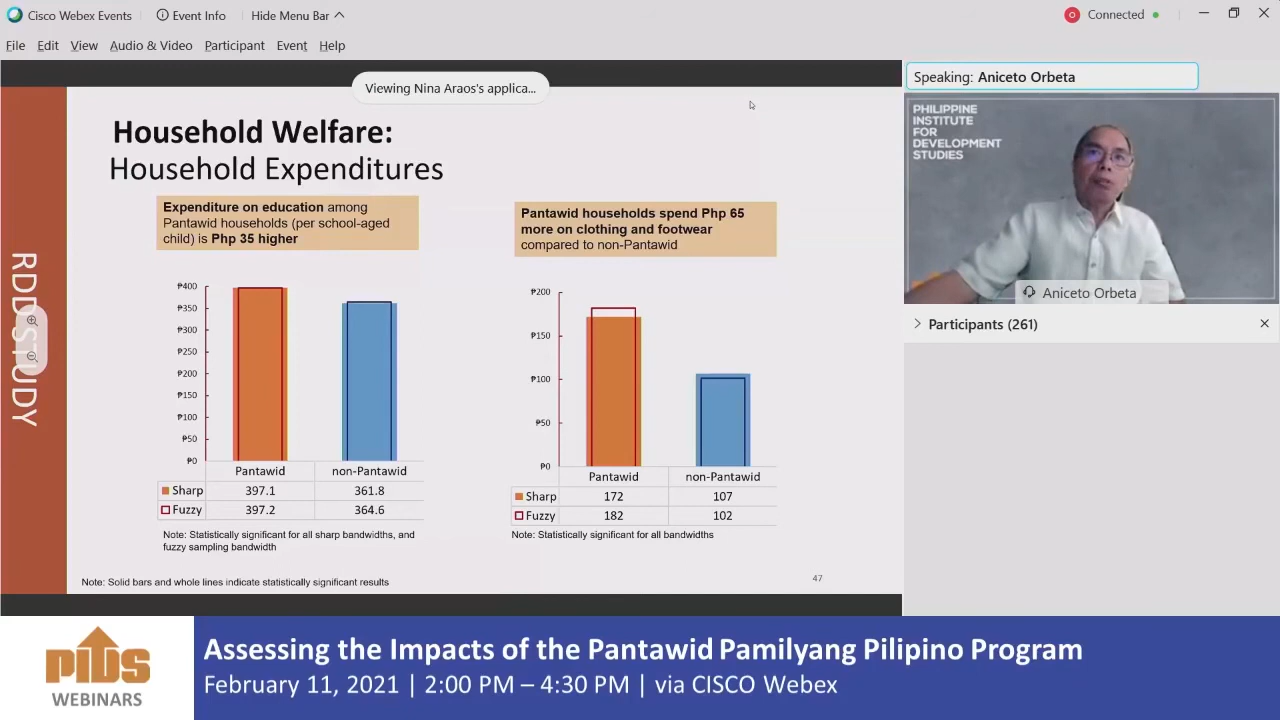 Cisco Webex Events
Event Info
Hide Menu Bar
Connected
File Edit View Audio & Video Participant Event Help
Viewing Nina Araos's applica...
Speaking: Aniceto Orbeta
PHILIPPINE
INSTITUTE
FOR
DEVELOPMENT
STUDIES
Aniceto Orbeta
Participants (261)
RDD STUDY
Household Welfare:
Household Expenditures
Expenditure on education among
Pantawid households (per school-aged
child) is Php 35 higher
₱400
₱350
₱300
₱250
₱200
₱150
₱100
₱50
₱0
Pantawid non-Pantawid
Sharp 397.1 361.8
Fuzzy 397.2 364.6
Note: Statistically significant for all sharp bandwidths, and
fuzzy sampling bandwidth
Pantawid households spend Php 65
more on clothing and footwear
compared to non-Pantawid
₱200
₱150
₱100
₱50
₱0
Pantawid non-Pantawid
Sharp 172 107
Fuzzy 182 102
Note: Statistically significant for all bandwidths
Note: Solid bars and whole lines indicate statistically significant results
47
PIDS
WEBINARS
Assessing the Impacts of the Pantawid Pamilyang Pilipino Program
February 11, 2021 | 2:00 PM – 4:30 PM | via CISCO Webex